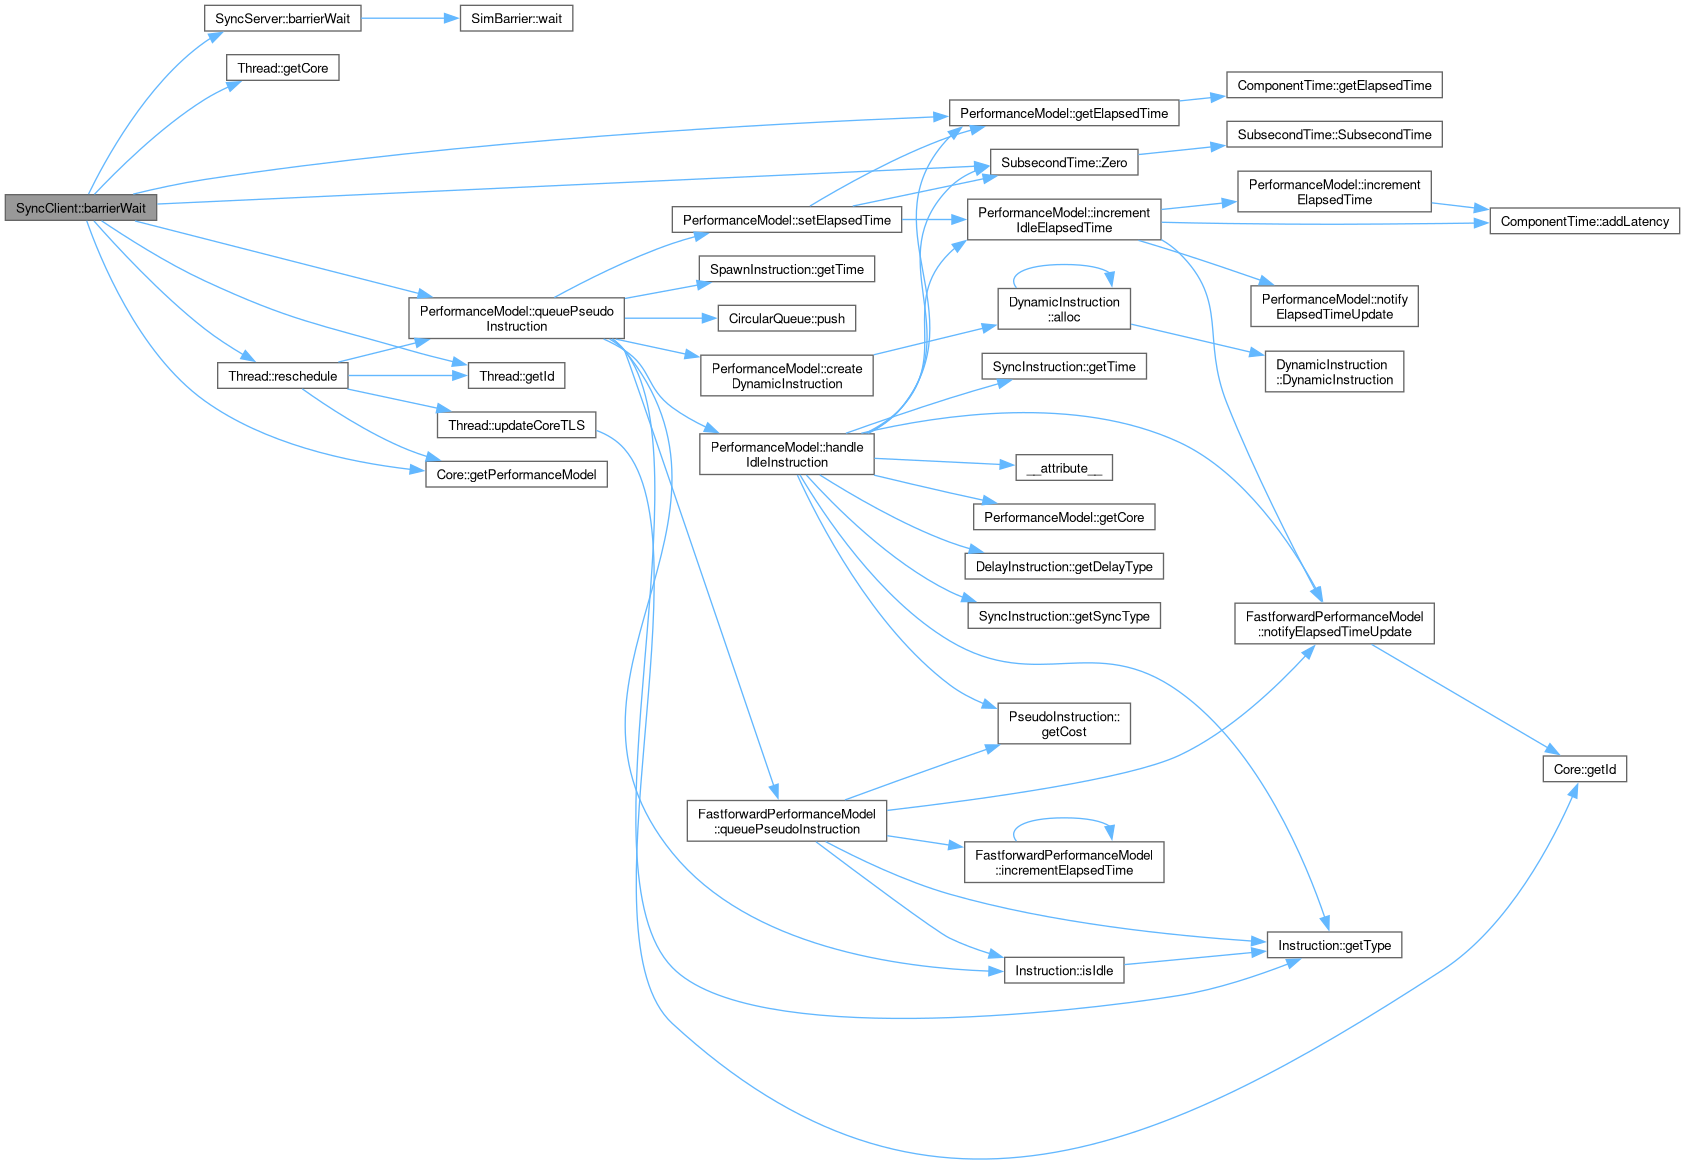 SyncServer::barrierWait
SimBarrier::wait
Thread::getCore
ComponentTime::getElapsedTime
PerformanceModel::getElapsedTime
SubsecondTime::SubsecondTime
SubsecondTime::Zero
PerformanceModel::increment
ElapsedTime
SyncClient::barrierWait
PerformanceModel::setElapsedTime
PerformanceModel::increment
IdleElapsedTime
ComponentTime::addLatency
SpawnInstruction::getTime
DynamicInstruction
::alloc
PerformanceModel::notify
ElapsedTimeUpdate
PerformanceModel::queuePseudo
Instruction
CircularQueue::push
Thread::reschedule
Thread::getId
PerformanceModel::create
DynamicInstruction
SyncInstruction::getTime
DynamicInstruction
::DynamicInstruction
Thread::updateCoreTLS
PerformanceModel::handle
IdleInstruction
__attribute__
Core::getPerformanceModel
PerformanceModel::getCore
DelayInstruction::getDelayType
SyncInstruction::getSyncType
FastforwardPerformanceModel
::notifyElapsedTimeUpdate
PseudoInstruction::
getCost
Core::getId
FastforwardPerformanceModel
::queuePseudoInstruction
FastforwardPerformanceModel
::incrementElapsedTime
Instruction::getType
Instruction::isIdle